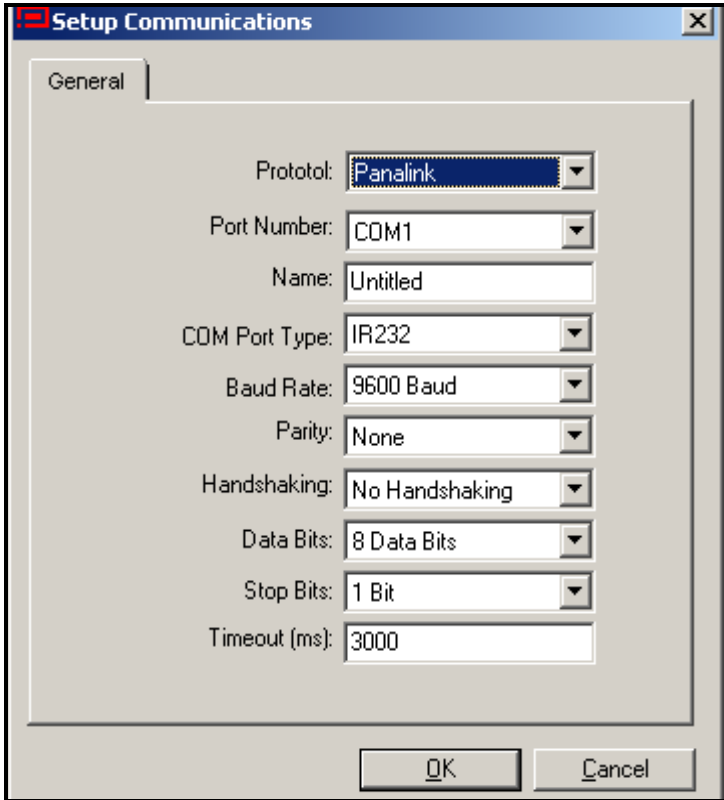 Setup Communications
General
Prototol: Panalink
Port Number: COM1
Name: Untitled
COM Port Type: IR232
Baud Rate: 9600 Baud
Parity: None
Handshaking: No Handshaking
Data Bits: 8 Data Bits
Stop Bits: 1 Bit
Timeout (ms): 3000
OK Cancel